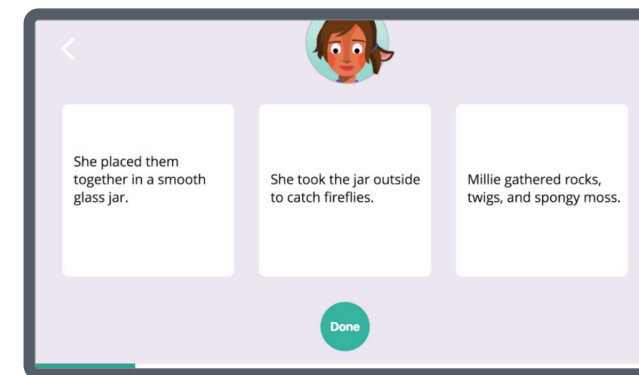 She placed them
together in a smooth
glass jar.
She took the jar outside
to catch fireflies.
Millie gathered rocks,
twigs, and spongy moss.
Done